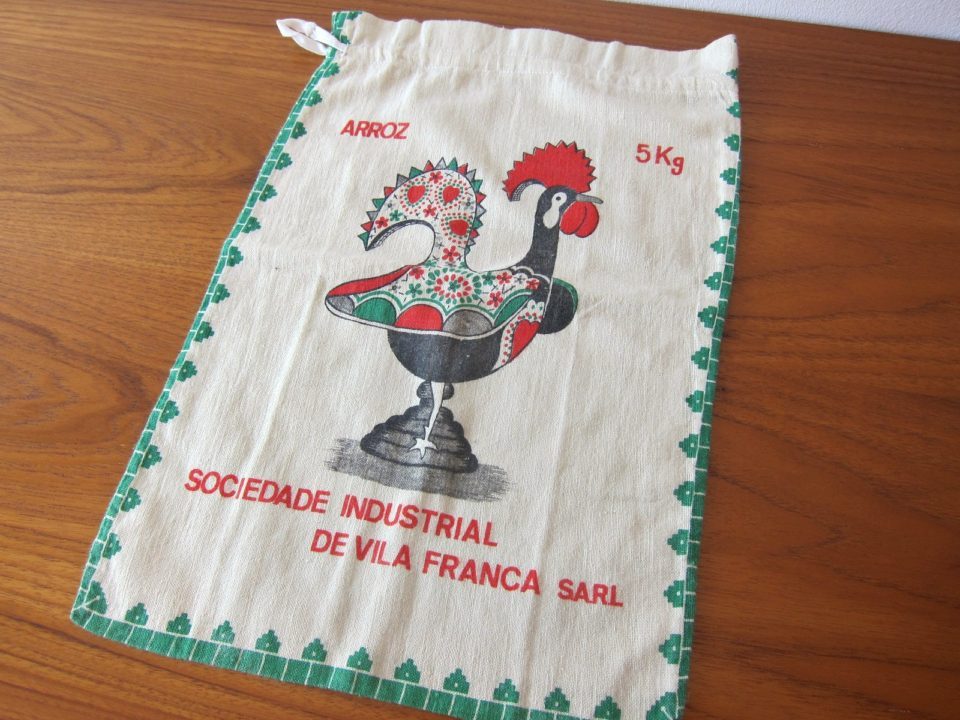 ARROZ
5Kg
SOCIEDADE INDUSTRIAL
DE VILA FRANCA SARL